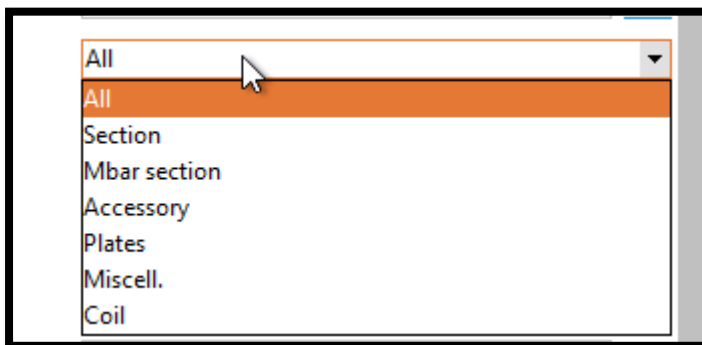 All
All
Section
Mbar section
Accessory
Plates
Miscell.
Coil